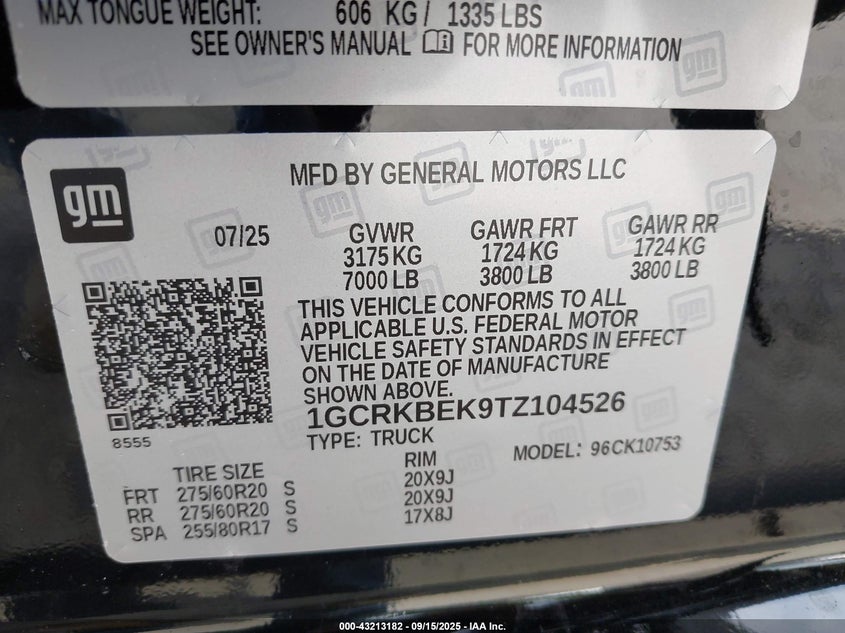 MAX TONGUE WEIGHT: 606 KG / 1335 LBS
SEE OWNER'S MANUAL FOR MORE INFORMATION
gm
MFD BY GENERAL MOTORS LLC
07/25
GVWR GAWR FRT GAWR RR
3175 KG 1724 KG 1724 KG
7000 LB 3800 LB 3800 LB
THIS VEHICLE CONFORMS TO ALL
APPLICABLE U.S. FEDERAL MOTOR
VEHICLE SAFETY STANDARDS IN EFFECT
ON THE DATE OF MANUFACTURE
SHOWN ABOVE.
1GCRKBEK9TZ104526
8555
TYPE: TRUCK MODEL: 96CK10753
TIRE SIZE RIM
FRT 275/60R20 S 20X9J
RR 275/60R20 S 20X9J
SPA 255/80R17 S 17X8J
000-43213182 - 09/15/2025 - IAA Inc.